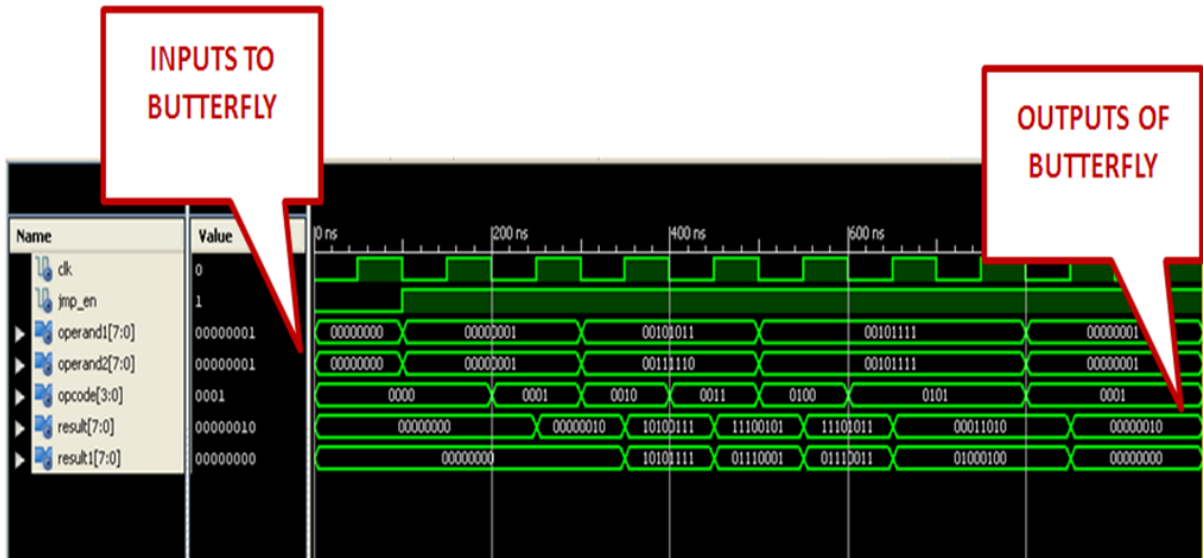 INPUTS TO
BUTTERFLY
OUTPUTS OF
BUTTERFLY
Name Value 0 ns 200 ns 400 ns 600 ns
clk 0
jmp_en 1
operand1[7:0] 00000001 00000000 00000001 00101011 00101111 00000001
operand2[7:0] 00000001 00000000 00000001 00111110 00101111 00000001
opcode[3:0] 0001 0000 0001 0010 0011 0100 0101 0001
result[7:0] 00000010 00000000 00000010 10100111 11100101 11101011 00011010 00000010
result1[7:0] 00000000 00000000 10101111 01110001 01110011 01000100 00000000